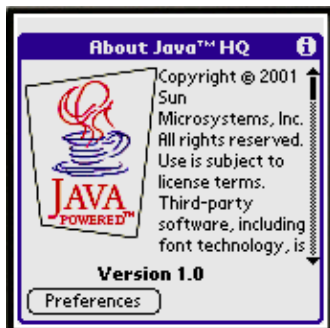 About Java™ HQ
i
Copyright © 2001
Sun
Microsystems, Inc.
All rights reserved.
Use is subject to
license terms.
Third-party
software, including
font technology, is
JAVA
POWERED™
Version 1.0
Preferences